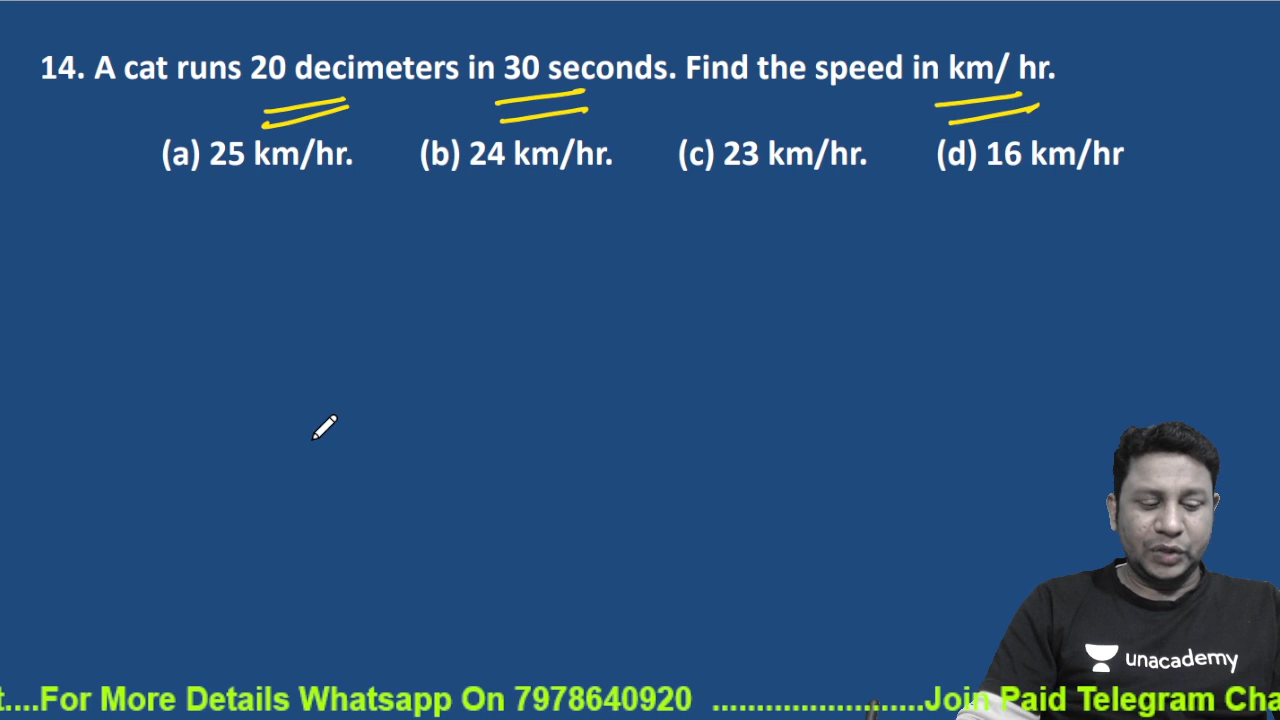 14. A cat runs 20 decimeters in 30 seconds. Find the speed in km/ hr.
(a) 25 km/hr. (b) 24 km/hr. (c) 23 km/hr. (d) 16 km/hr
unacademy
t....For More Details Whatsapp On 7978640920 ........................Join Paid Telegram Cha